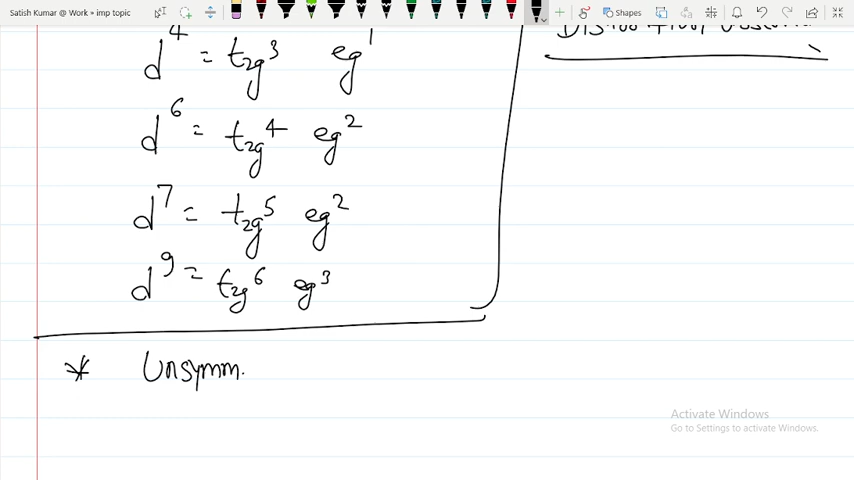 Satish Kumar @ Work » imp topic
Shapes
d⁴ = t₂g³ eg¹
d⁶ = t₂g⁴ eg²
d⁷ = t₂g⁵ eg²
d⁹ = t₂g⁶ eg³
* Unsymm.
Activate Windows
Go to Settings to activate Windows.